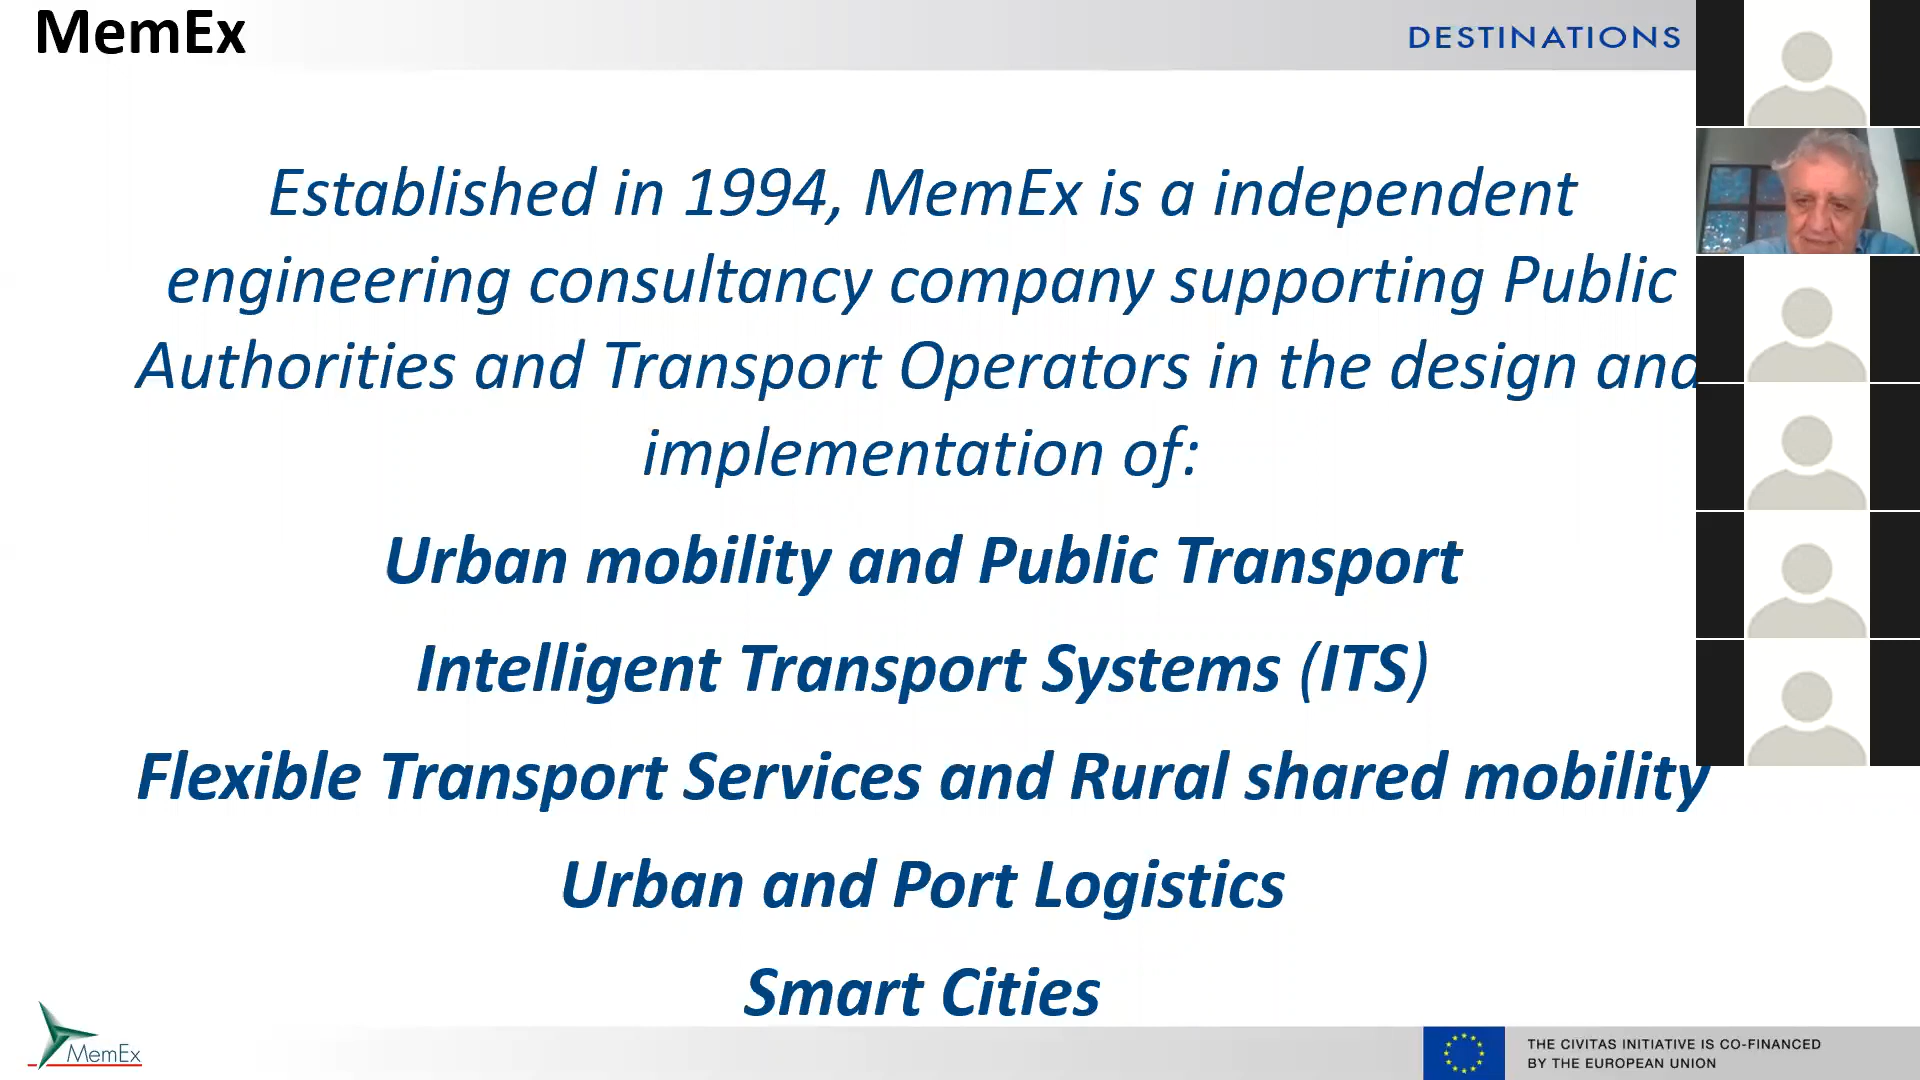 MemEx
DESTINATIONS
Established in 1994, MemEx is a independent
engineering consultancy company supporting Public
Authorities and Transport Operators in the design and
implementation of:
Urban mobility and Public Transport
Intelligent Transport Systems (ITS)
Flexible Transport Services and Rural shared mobility
Urban and Port Logistics
Smart Cities
MemEx
THE CIVITAS INITIATIVE IS CO-FINANCED
BY THE EUROPEAN UNION